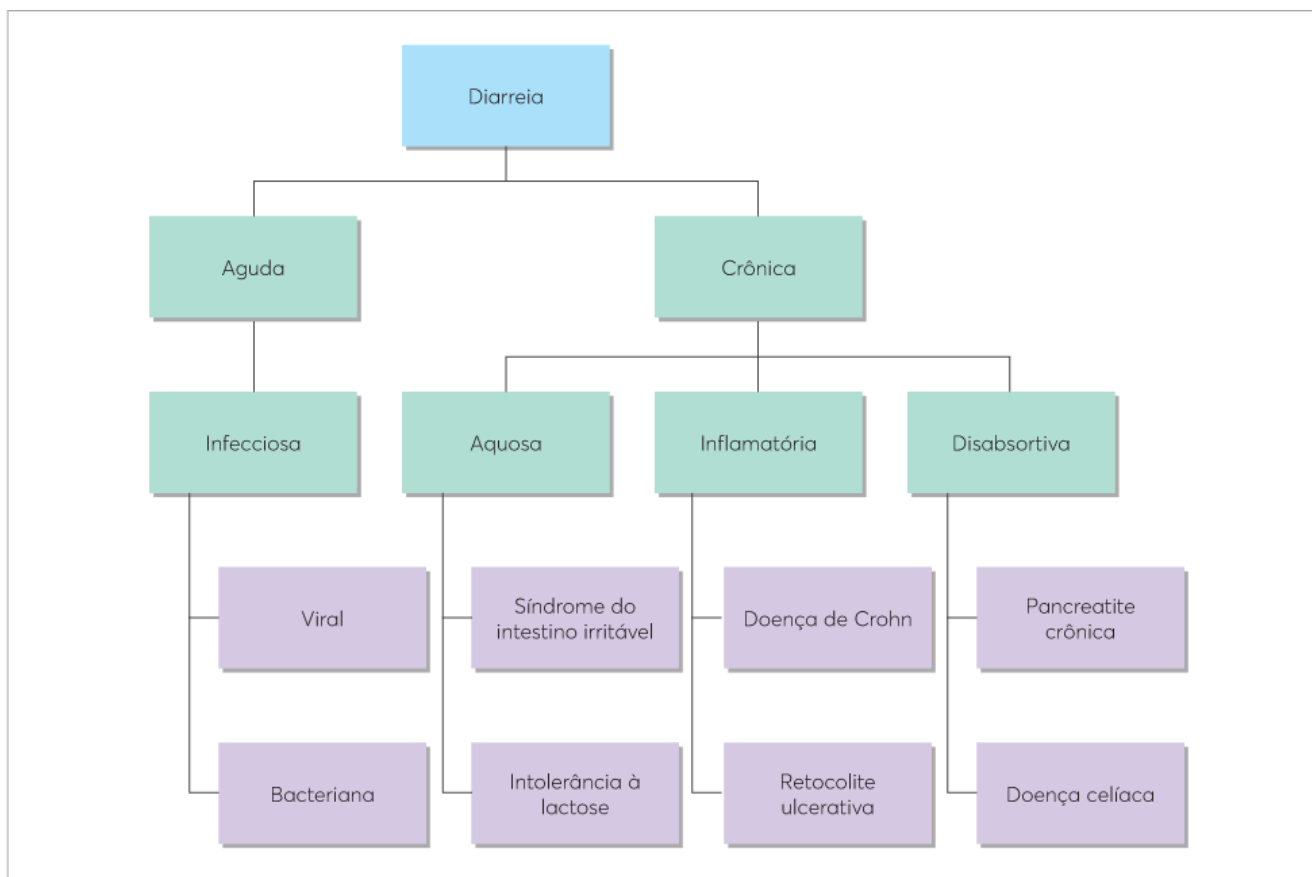 Diarreia
Aguda
Crônica
Infecciosa
Aquosa
Inflamatória
Disabsortiva
Viral
Síndrome do
intestino irritável
Doença de Crohn
Pancreatite
crônica
Bacteriana
Intolerância à
lactose
Retocolite
ulcerativa
Doença celíaca